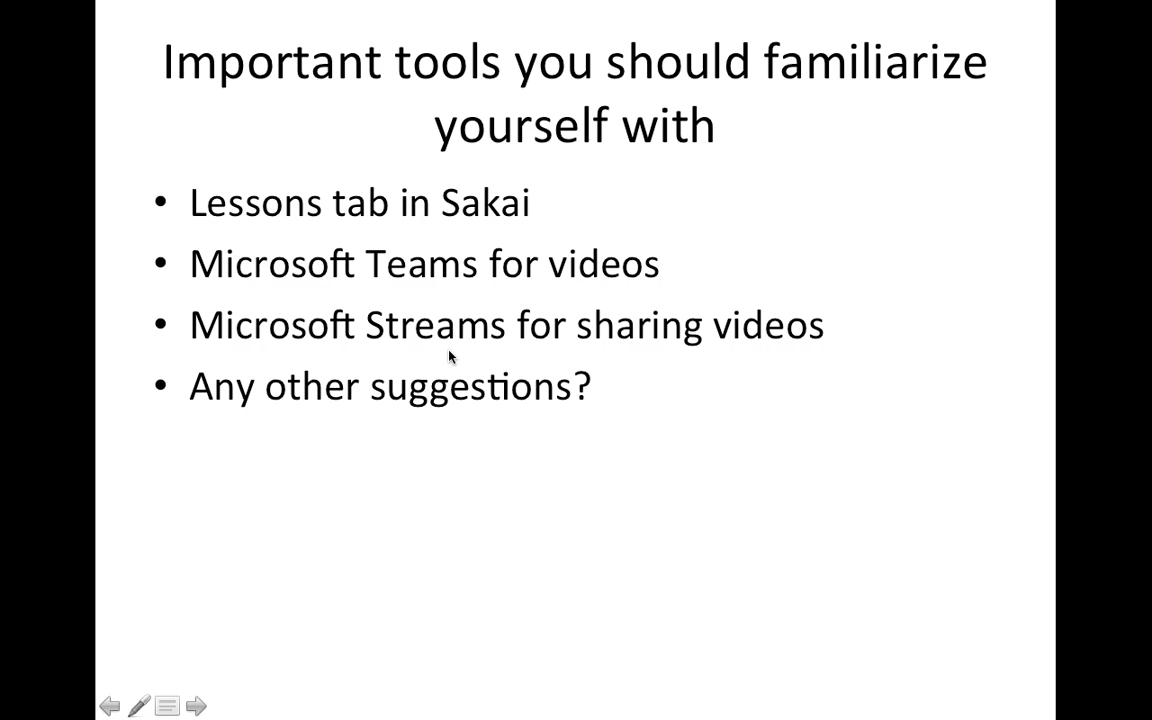 Important tools you should familiarize
yourself with
• Lessons tab in Sakai
• Microsoft Teams for videos
• Microsoft Streams for sharing videos
• Any other suggestions?